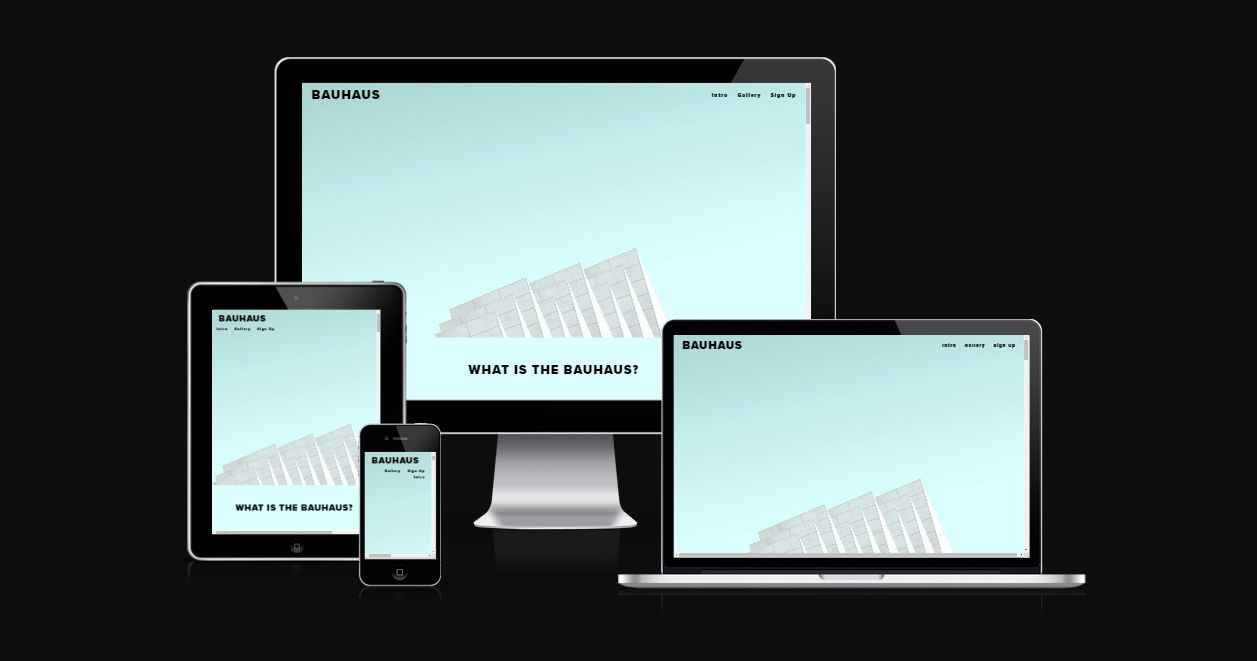 BAUHAUS
Intro Gallery Sign Up
WHAT IS THE BAUHAUS?
BAUHAUS
Intro Gallery Sign Up
WHAT IS THE BAUHAUS?
BAUHAUS
Gallery Sign Up
Intro
BAUHAUS
Intro Gallery Sign Up